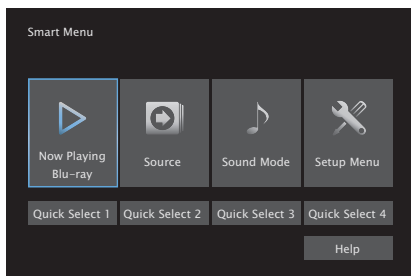 Smart Menu
Now Playing
Blu-ray
Source
Sound Mode
Setup Menu
Quick Select 1
Quick Select 2
Quick Select 3
Quick Select 4
Help